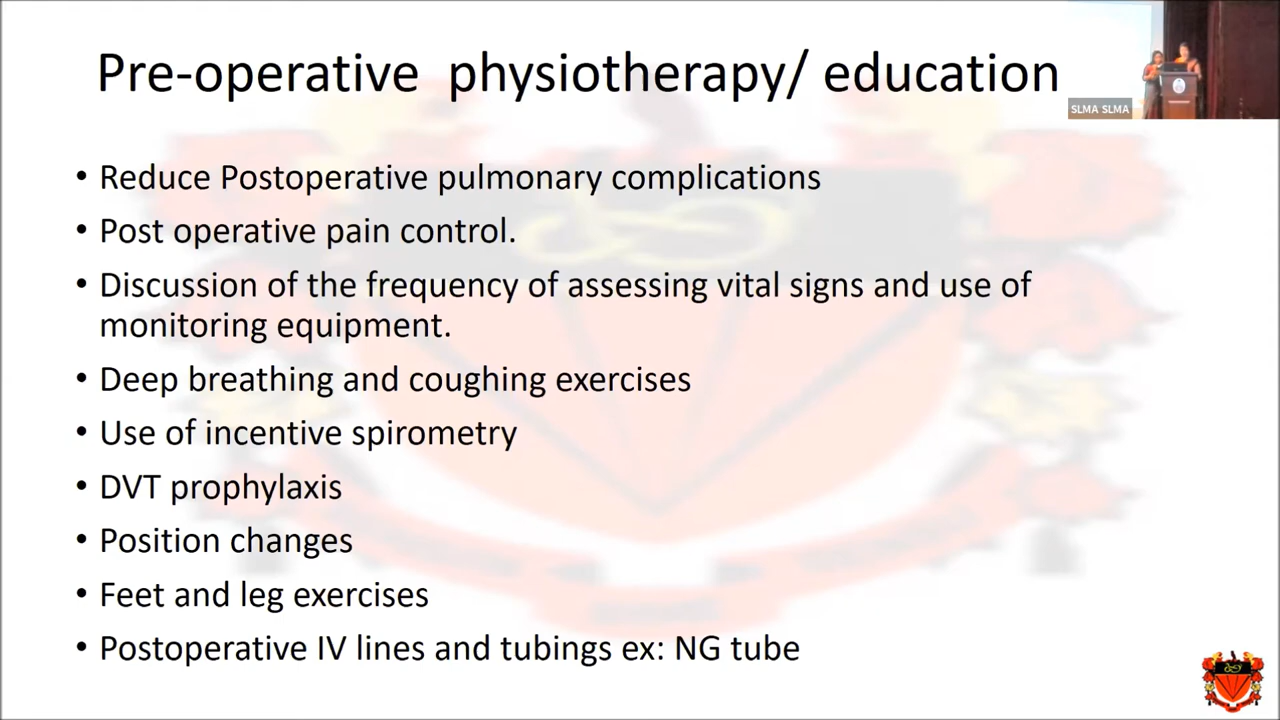 Pre-operative physiotherapy/ education
SLMA SLMA
• Reduce Postoperative pulmonary complications
• Post operative pain control.
• Discussion of the frequency of assessing vital signs and use of
monitoring equipment.
• Deep breathing and coughing exercises
• Use of incentive spirometry
• DVT prophylaxis
• Position changes
• Feet and leg exercises
• Postoperative IV lines and tubings ex: NG tube